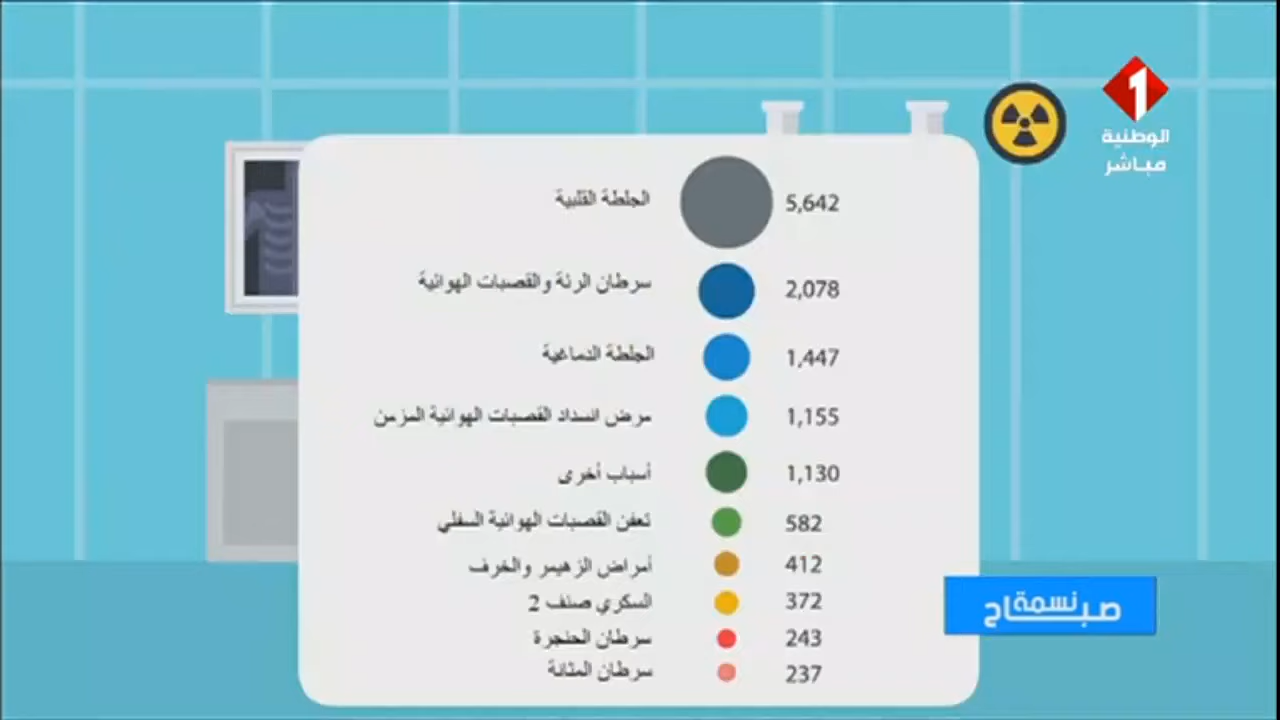 1
الوطنية
مباشر
الجلطة القلبية 5,642
سرطان الرئة والقصبات الهوائية 2,078
الجلطة الدماغية 1,447
مرض انسداد القصبات الهوائية المزمن 1,155
أسباب أخرى 1,130
تعفن القصبات الهوائية السفلي 582
أمراض الزهيمر والخرف 412
السكري صنف 2 372
سرطان الحنجرة 243
سرطان المثانة 237
نسمة
صباح